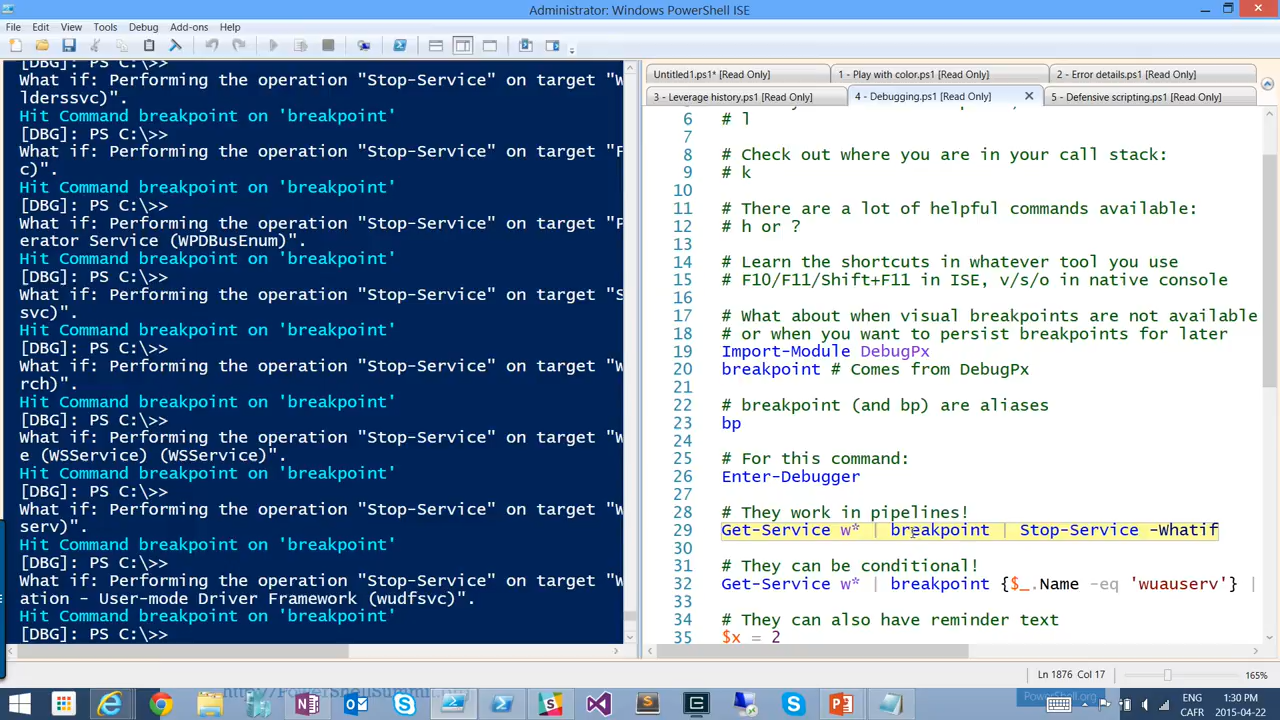 Administrator: Windows PowerShell ISE
File Edit View Tools Debug Add-ons Help
[DBG]: PS C:\>>
What if: Performing the operation "Stop-Service" on target "W
lderssvc)".
Hit Command breakpoint on 'breakpoint'
[DBG]: PS C:\>>
What if: Performing the operation "Stop-Service" on target "F
c)".
Hit Command breakpoint on 'breakpoint'
[DBG]: PS C:\>>
What if: Performing the operation "Stop-Service" on target "P
erator Service (WPDBusEnum)".
Hit Command breakpoint on 'breakpoint'
[DBG]: PS C:\>>
What if: Performing the operation "Stop-Service" on target "S
svc)".
Hit Command breakpoint on 'breakpoint'
[DBG]: PS C:\>>
What if: Performing the operation "Stop-Service" on target "W
rch)".
Hit Command breakpoint on 'breakpoint'
[DBG]: PS C:\>>
What if: Performing the operation "Stop-Service" on target "W
e (WSService) (WSService)".
Hit Command breakpoint on 'breakpoint'
[DBG]: PS C:\>>
What if: Performing the operation "Stop-Service" on target "W
serv)".
Hit Command breakpoint on 'breakpoint'
[DBG]: PS C:\>>
What if: Performing the operation "Stop-Service" on target "W
ation - User-mode Driver Framework (wudfsvc)".
Hit Command breakpoint on 'breakpoint'
[DBG]: PS C:\>>
Untitled1.ps1* [Read Only] 1 - Play with color.ps1 [Read Only] 2 - Error details.ps1 [Read Only]
3 - Leverage history.ps1 [Read Only] 4 - Debugging.ps1 [Read Only] 5 - Defensive scripting.ps1 [Read Only]
6 # l
7
8 # Check out where you are in your call stack:
9 # k
10
11 # There are a lot of helpful commands available:
12 # h or ?
13
14 # Learn the shortcuts in whatever tool you use
15 # F10/F11/Shift+F11 in ISE, v/s/o in native console
16
17 # What about when visual breakpoints are not available
18 # or when you want to persist breakpoints for later
19 Import-Module DebugPx
20 breakpoint # Comes from DebugPx
21
22 # breakpoint (and bp) are aliases
23 bp
24
25 # For this command:
26 Enter-Debugger
27
28 # They work in pipelines!
29 Get-Service w* | breakpoint | Stop-Service -Whatif
30
31 # They can be conditional!
32 Get-Service w* | breakpoint {$_.Name -eq 'wuauserv'} |
33
34 # They can also have reminder text
35 $x = 2
Ln 1876 Col 17 165%
PowerShell.org
ENG 1:30 PM
CAFR 2015-04-22